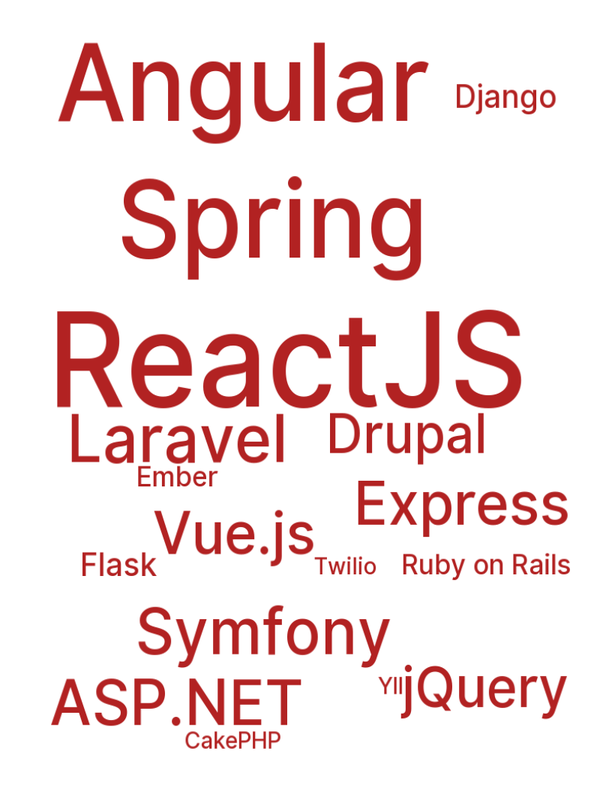 Angular
Django
Spring
ReactJS
Laravel
Drupal
Ember
Express
Vue.js
Flask
Twilio
Ruby on Rails
Symfony
YII
jQuery
ASP.NET
CakePHP